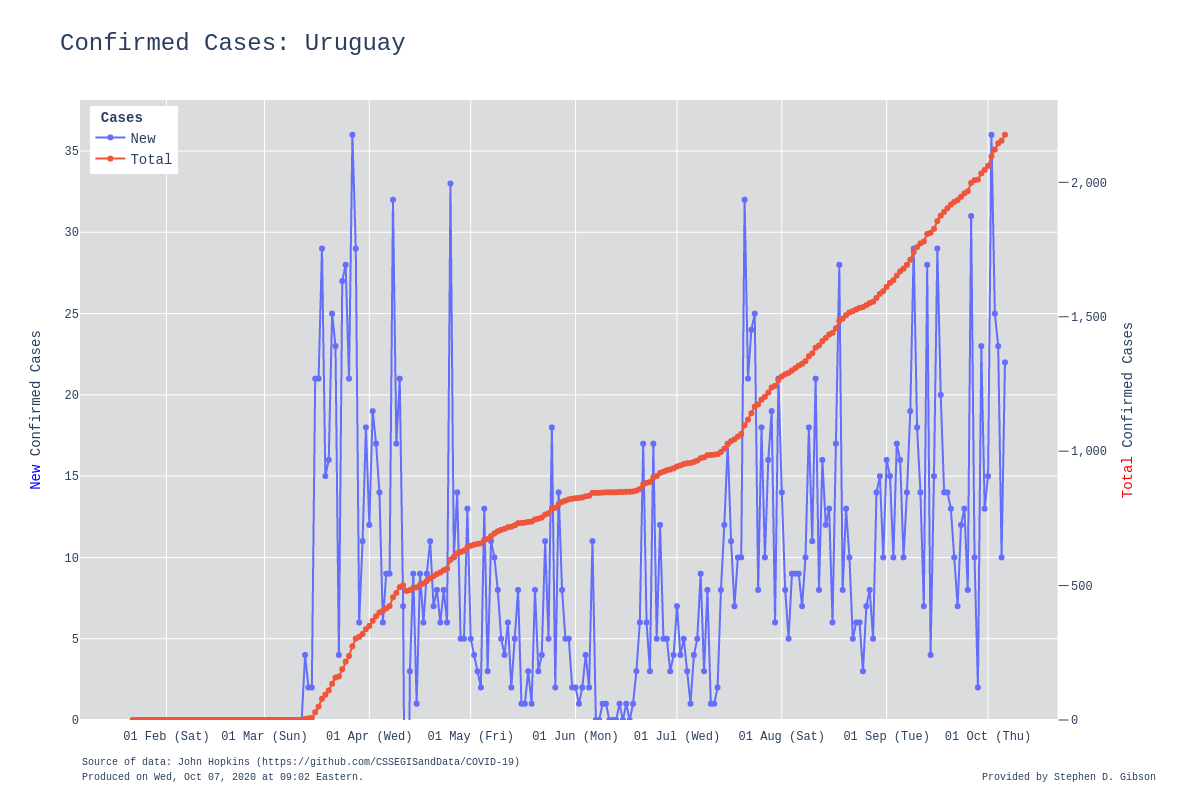 Confirmed Cases: Uruguay
Cases
New
Total
35
30
25
20
15
10
5
0
2,000
1,500
1,000
500
0
New Confirmed Cases
Total Confirmed Cases
01 Feb (Sat) 01 Mar (Sun) 01 Apr (Wed) 01 May (Fri) 01 Jun (Mon) 01 Jul (Wed) 01 Aug (Sat) 01 Sep (Tue) 01 Oct (Thu)
Source of data: John Hopkins (https://github.com/CSSEGISandData/COVID-19)
Produced on Wed, Oct 07, 2020 at 09:02 Eastern.
Provided by Stephen D. Gibson